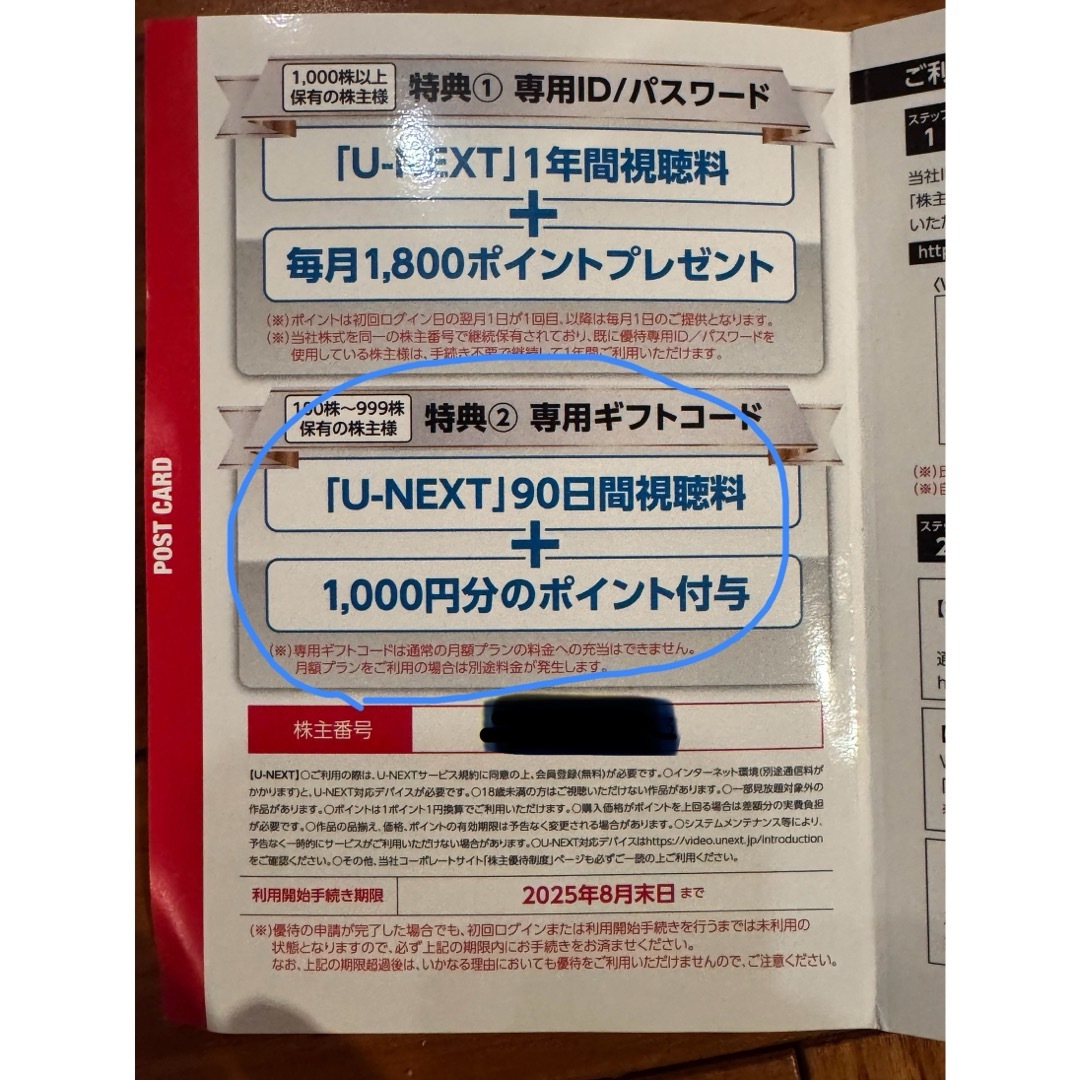 1,000株以上
保有の株主様
特典① 専用ID/パスワード
「U-NEXT」1年間視聴料
+
毎月1,800ポイントプレゼント
(※)ポイントは初回ログイン日の翌月1日が1回目、以降は毎月1日のご提供となります。
(※)当社株式を同一の株主番号で継続保有されており、既に優待専用ID/パスワードを
使用している株主様は、手続き不要で継続して1年間ご利用いただけます。
100株〜999株
保有の株主様
特典② 専用ギフトコード
「U-NEXT」90日間視聴料
+
1,000円分のポイント付与
(※)専用ギフトコードは通常の月額プランの料金への充当はできません。
月額プランをご利用の場合は別途料金が発生します。
株主番号
【U-NEXT】○ご利用の際は、U-NEXTサービス規約に同意の上、会員登録(無料)が必要です。○インターネット環境(別途通信料が
かかります)と、U-NEXT対応デバイスが必要です。○18歳未満の方はご視聴いただけない作品があります。○一部見放題対象外の
作品があります。○ポイントは1ポイント1円換算でご利用いただけます。○購入価格がポイントを上回る場合は差額分の実費負担
が必要です。○作品の品揃え、価格、ポイントの有効期限は予告なく変更される場合があります。○システムメンテナンス等により、
予告なく一時的にサービスがご利用いただけない場合があります。○U-NEXT対応デバイスはhttps://video.unext.jp/introduction
をご確認ください。○その他、当社コーポレートサイト「株主優待制度」ページも必ずご一読の上ご利用ください。
利用開始手続き期限
2025年8月末日 まで
(※)優待の申請が完了した場合でも、初回ログインまたは利用開始手続きを行うまでは未利用の
状態となりますので、必ず上記の期限内にお手続きをお済ませください。
なお、上記の期限超過後は、いかなる理由においても優待をご利用いただけませんので、ご注意ください。
POST CARD
ご利
ステップ
1
当社
「株主
いただ
http
(※)
(※)
ステ
2